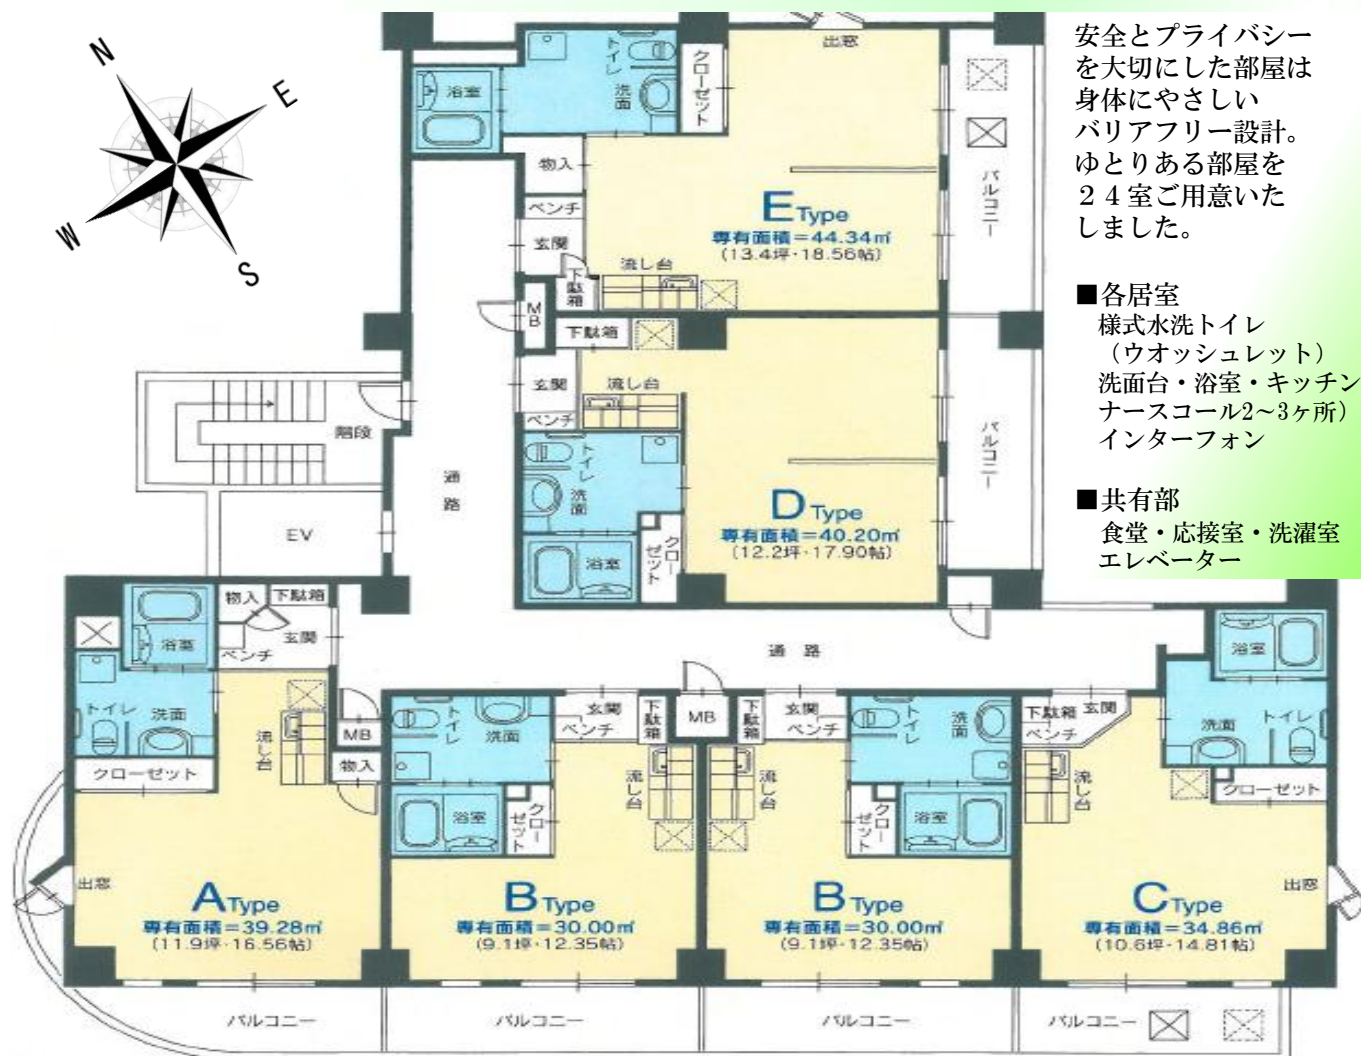 安全とプライバシー
を大切にした部屋は
身体にやさしい
バリアフリー設計。
ゆとりある部屋を
２４室ご用意いた
しました。
■各居室
様式水洗トイレ
（ウオッシュレット）
洗面台・浴室・キッチン
ナースコール2～3ヶ所）
インターフォン
■共有部
食堂・応接室・洗濯室
エレベーター
N
E
W
S
浴室
トイレ
洗面
クローゼット
出窓
物入
ベンチ
玄関
下駄箱
流し台
バルコニー
E Type
専有面積＝44.34㎡
(13.4坪・18.56帖)
MB
下駄箱
玄関
流し台
ベンチ
トイレ
洗面
浴室
クローゼット
バルコニー
D Type
専有面積＝40.20㎡
(12.2坪・17.90帖)
階段
EV
通路
通路
物入
下駄箱
浴室
ベンチ
玄関
トイレ
洗面
流し台
クローゼット
MB
物入
出窓
A Type
専有面積＝39.28㎡
(11.9坪・16.56帖)
バルコニー
トイレ
洗面
玄関
ベンチ
下駄箱
浴室
クローゼット
流し台
B Type
専有面積＝30.00㎡
(9.1坪・12.35帖)
バルコニー
MB
下駄箱
玄関
ベンチ
トイレ
洗面
流し台
クローゼット
浴室
B Type
専有面積＝30.00㎡
(9.1坪・12.35帖)
バルコニー
浴室
下駄箱
玄関
ベンチ
洗面
トイレ
流し台
クローゼット
出窓
C Type
専有面積＝34.86㎡
(10.6坪・14.81帖)
バルコニー